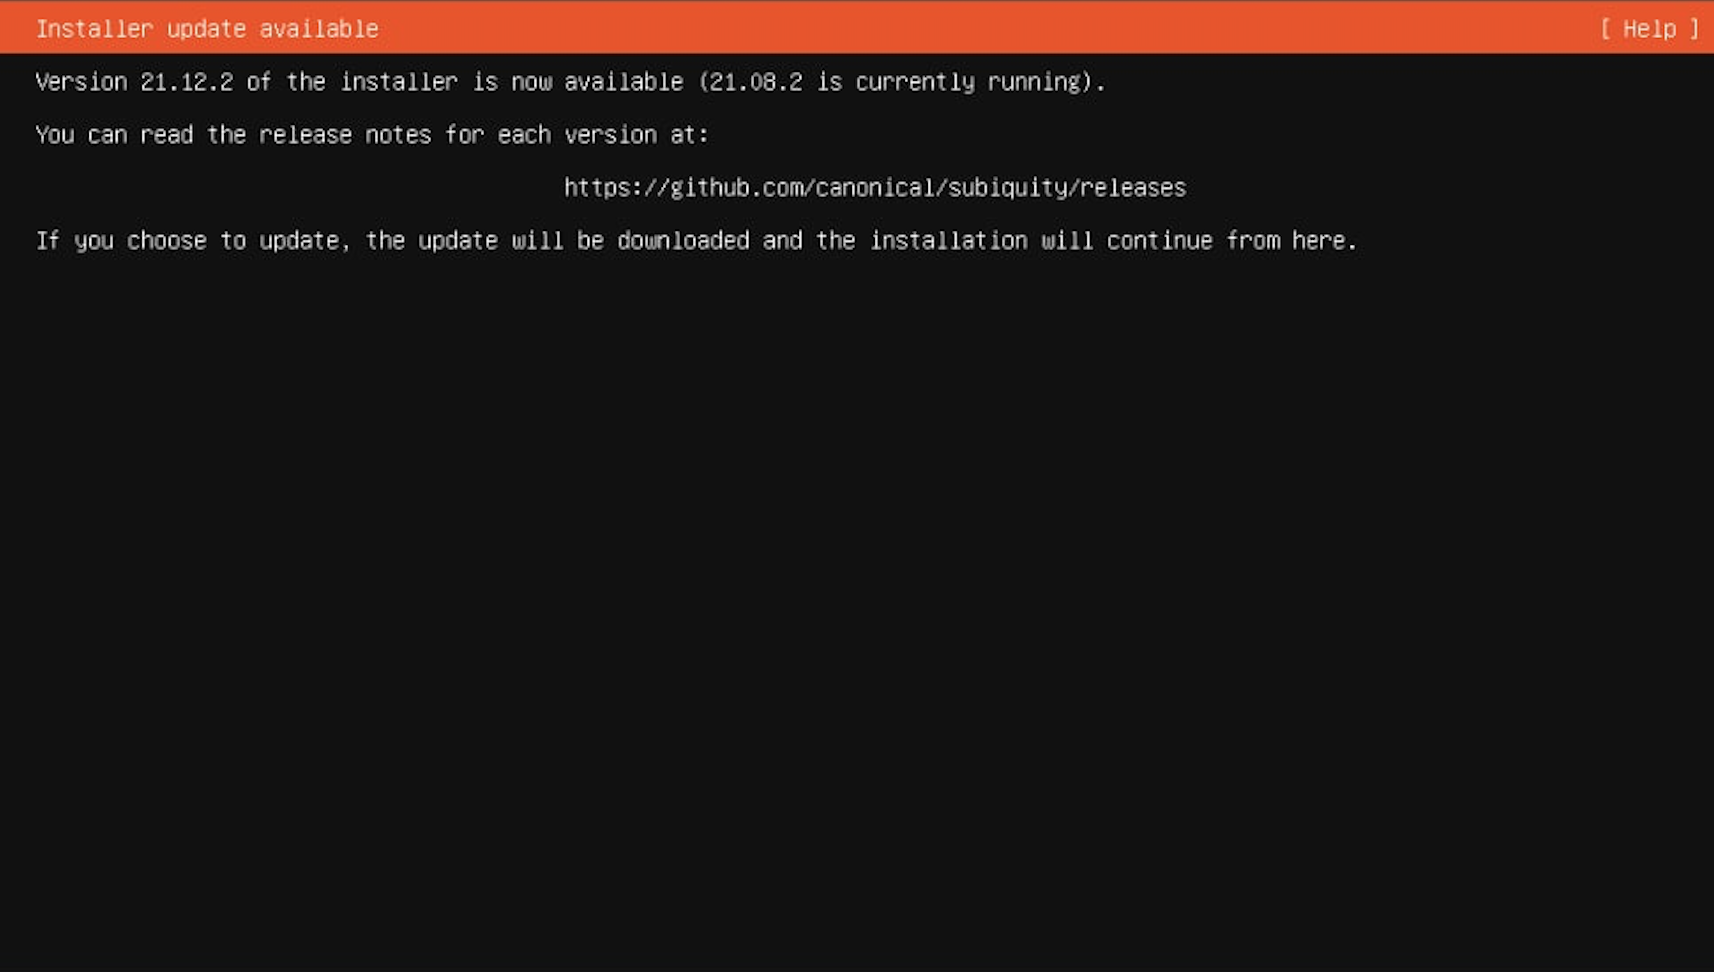 Installer update available [ Help ]
Version 21.12.2 of the installer is now available (21.08.2 is currently running).
You can read the release notes for each version at:
https://github.com/canonical/subiquity/releases
If you choose to update, the update will be downloaded and the installation will continue from here.